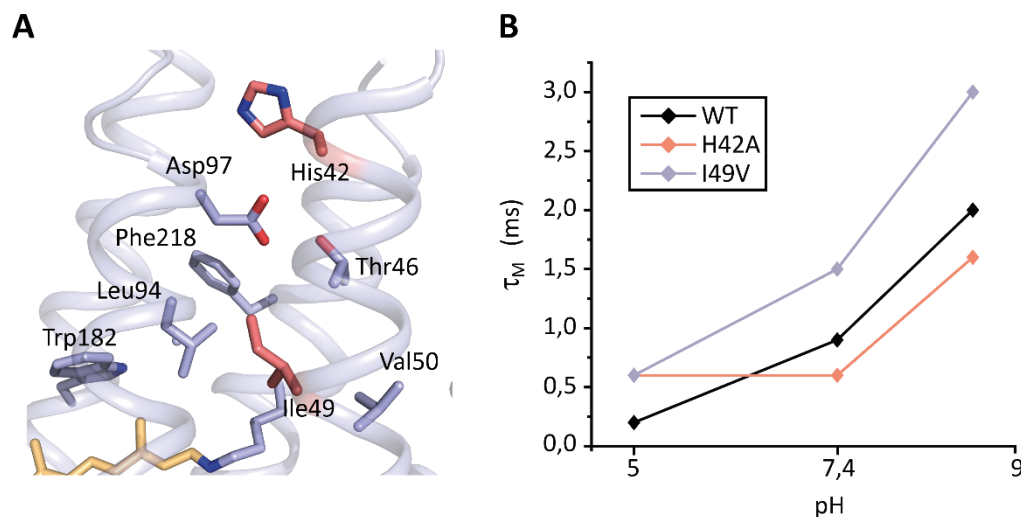 A
Asp97
His42
Phe218
Thr46
Leu94
Trp182
Val50
Ile49
B
3,0
2,5
2,0
1,5
1,0
0,5
0,0
τM (ms)
WT
H42A
I49V
5
7,4
9
pH